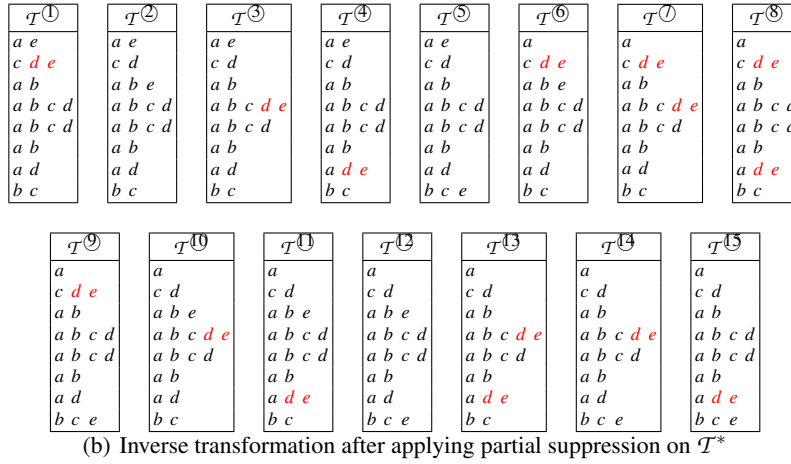 𝒯① 𝒯② 𝒯③ 𝒯④ 𝒯⑤ 𝒯⑥ 𝒯⑦ 𝒯⑧
a e a e a e a e a e a a a
c d e c d c d c d c d c d e c d e c d e
a b a b e a b a b a b a b e a b a b
a b c d a b c d a b c d e a b c d a b c d a b c d a b c d e a b c d
a b c d a b c d a b c d a b c d a b c d a b c d a b c d a b c d
a b a b a b a b a b a b a b a b
a d a d a d a d e a d a d a d a d e
b c b c b c b c b c e b c b c b c
𝒯⑨ 𝒯⑩ 𝒯⑪ 𝒯⑫ 𝒯⑬ 𝒯⑭ 𝒯⑮
a a a a a a a
c d e c d c d c d c d c d c d
a b a b e a b e a b e a b a b a b
a b c d a b c d e a b c d a b c d a b c d e a b c d e a b c d
a b c d a b c d a b c d a b c d a b c d a b c d a b c d
a b a b a b a b a b a b a b
a d a d a d e a d a d e a d a d e
b c e b c b c b c e b c b c e b c e
(b) Inverse transformation after applying partial suppression on 𝒯*